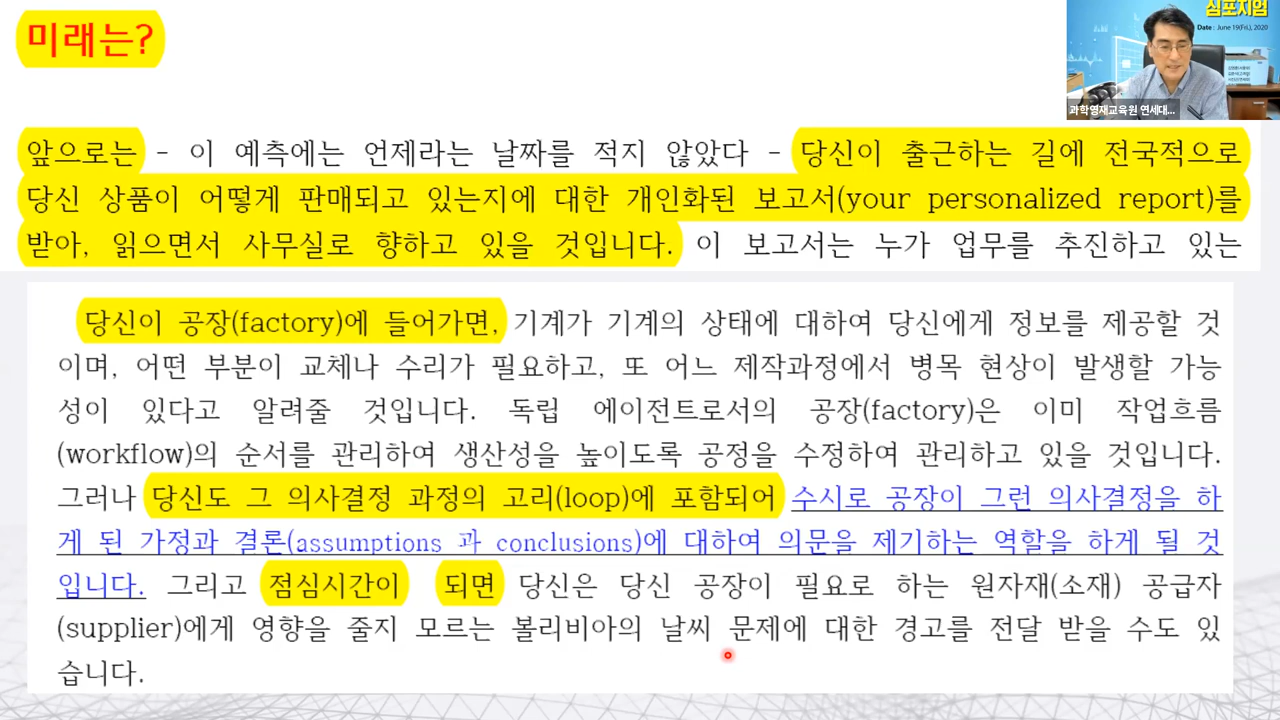 미래는?
심포지엄
Date : June 19(Fri.), 2020
과학영재교육원 연세대...
앞으로는 - 이 예측에는 언제라는 날짜를 적지 않았다 - 당신이 출근하는 길에 전국적으로
당신 상품이 어떻게 판매되고 있는지에 대한 개인화된 보고서(your personalized report)를
받아, 읽으면서 사무실로 향하고 있을 것입니다. 이 보고서는 누가 업무를 추진하고 있는
당신이 공장(factory)에 들어가면, 기계가 기계의 상태에 대하여 당신에게 정보를 제공할 것
이며, 어떤 부분이 교체나 수리가 필요하고, 또 어느 제작과정에서 병목 현상이 발생할 가능
성이 있다고 알려줄 것입니다. 독립 에이전트로서의 공장(factory)은 이미 작업흐름
(workflow)의 순서를 관리하여 생산성을 높이도록 공정을 수정하여 관리하고 있을 것입니다.
그러나 당신도 그 의사결정 과정의 고리(loop)에 포함되어 수시로 공장이 그런 의사결정을 하
게 된 가정과 결론(assumptions 과 conclusions)에 대하여 의문을 제기하는 역할을 하게 될 것
입니다. 그리고 점심시간이 되면 당신은 당신 공장이 필요로 하는 원자재(소재) 공급자
(supplier)에게 영향을 줄지 모르는 볼리비아의 날씨 문제에 대한 경고를 전달 받을 수도 있
습니다.